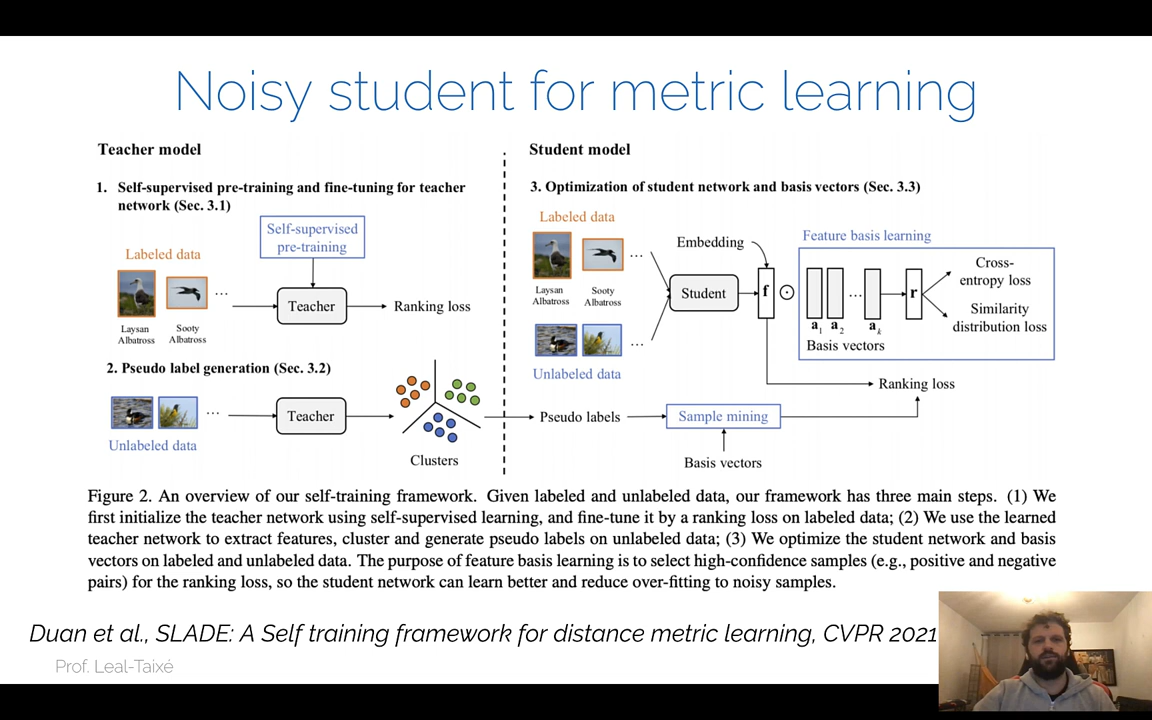 Noisy student for metric learning
Teacher model
1. Self-supervised pre-training and fine-tuning for teacher
network (Sec. 3.1)
Self-supervised
pre-training
Labeled data
...
Teacher
Ranking loss
Laysan
Albatross
Sooty
Albatross
2. Pseudo label generation (Sec. 3.2)
...
Teacher
Unlabeled data
Clusters
Student model
3. Optimization of student network and basis vectors (Sec. 3.3)
Labeled data
...
Laysan
Albatross
Sooty
Albatross
...
Unlabeled data
Student
Embedding
f
Feature basis learning
a1 a2 ... ak
Basis vectors
r
Cross-
entropy loss
Similarity
distribution loss
Ranking loss
Pseudo labels
Sample mining
Basis vectors
Figure 2. An overview of our self-training framework. Given labeled and unlabeled data, our framework has three main steps. (1) We
first initialize the teacher network using self-supervised learning, and fine-tune it by a ranking loss on labeled data; (2) We use the learned
teacher network to extract features, cluster and generate pseudo labels on unlabeled data; (3) We optimize the student network and basis
vectors on labeled and unlabeled data. The purpose of feature basis learning is to select high-confidence samples (e.g., positive and negative
pairs) for the ranking loss, so the student network can learn better and reduce over-fitting to noisy samples.
Duan et al., SLADE: A Self training framework for distance metric learning, CVPR 2021
Prof. Leal-Taixé